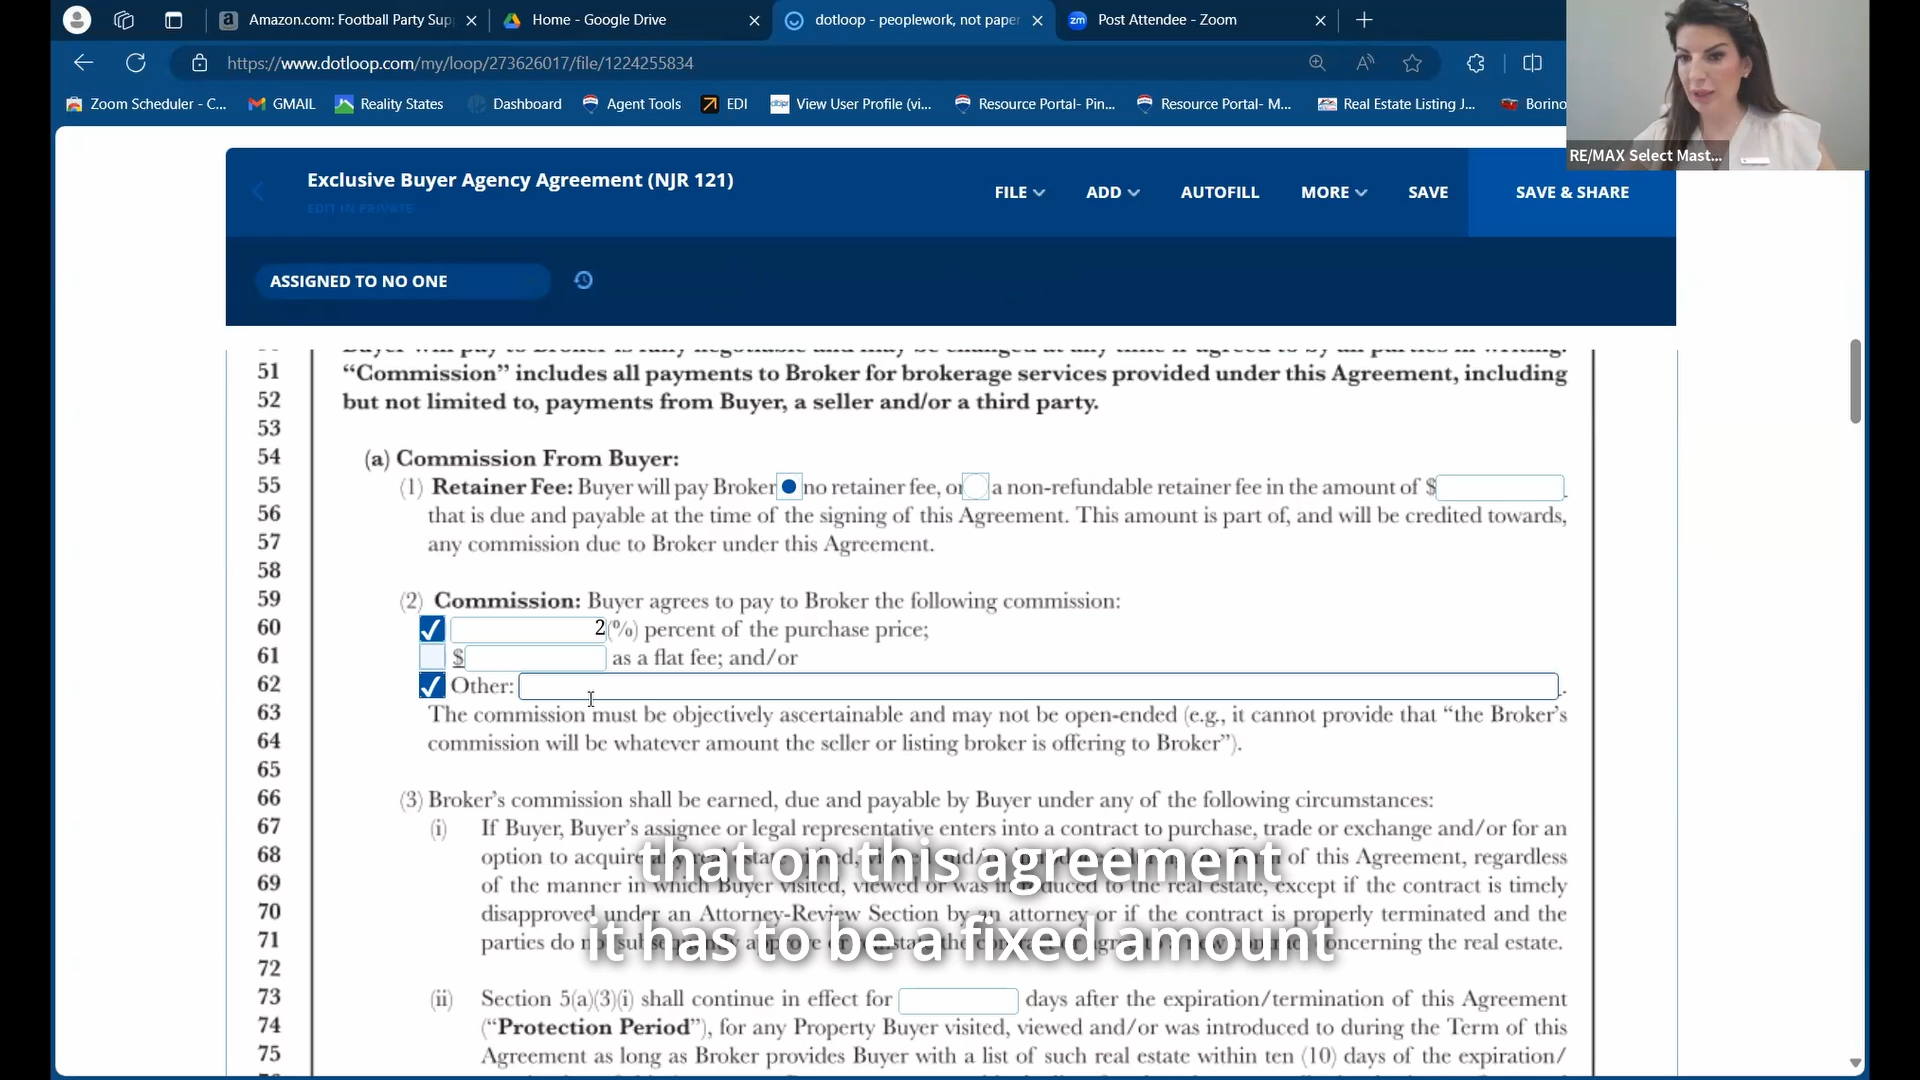 Amazon.com: Football Party Sup
Home - Google Drive
dotloop - peoplework, not paper
zm Post Attendee - Zoom
https://www.dotloop.com/my/loop/273626017/file/1224255834
Zoom Scheduler - C...
GMAIL
Reality States
Dashboard
Agent Tools
EDI
View User Profile (vi...
Resource Portal- Pin...
Resource Portal- M...
Real Estate Listing J...
Borino
RE/MAX Select Mast...
Exclusive Buyer Agency Agreement (NJR 121)
EDIT IN PRIVATE
FILE
ADD
AUTOFILL
MORE
SAVE
SAVE & SHARE
ASSIGNED TO NO ONE
51 “Commission” includes all payments to Broker for brokerage services provided under this Agreement, including
52 but not limited to, payments from Buyer, a seller and/or a third party.
53
54 (a) Commission From Buyer:
55 (1) Retainer Fee: Buyer will pay Broker no retainer fee, or a non-refundable retainer fee in the amount of $
56 that is due and payable at the time of the signing of this Agreement. This amount is part of, and will be credited towards,
57 any commission due to Broker under this Agreement.
58
59 (2) Commission: Buyer agrees to pay to Broker the following commission:
60 2 (%) percent of the purchase price;
61 $ as a flat fee; and/or
62 Other: .
63 The commission must be objectively ascertainable and may not be open-ended (e.g., it cannot provide that “the Broker’s
64 commission will be whatever amount the seller or listing broker is offering to Broker”).
65
66 (3) Broker’s commission shall be earned, due and payable by Buyer under any of the following circumstances:
67 (i) If Buyer, Buyer’s assignee or legal representative enters into a contract to purchase, trade or exchange and/or for an
68 option to acquire of this Agreement, regardless
69 of the manner in which Buyer visited, viewed or was introduced to the real estate, except if the contract is timely
70 disapproved under an Attorney-Review Section by an attorney or if the contract is properly terminated and the
71 parties do concerning the real estate.
72
73 (ii) Section 5(a)(3)(i) shall continue in effect for days after the expiration/termination of this Agreement
74 (“Protection Period”), for any Property Buyer visited, viewed and/or was introduced to during the Term of this
75 Agreement as long as Broker provides Buyer with a list of such real estate within ten (10) days of the expiration/
that on this agreement
it has to be a fixed amount